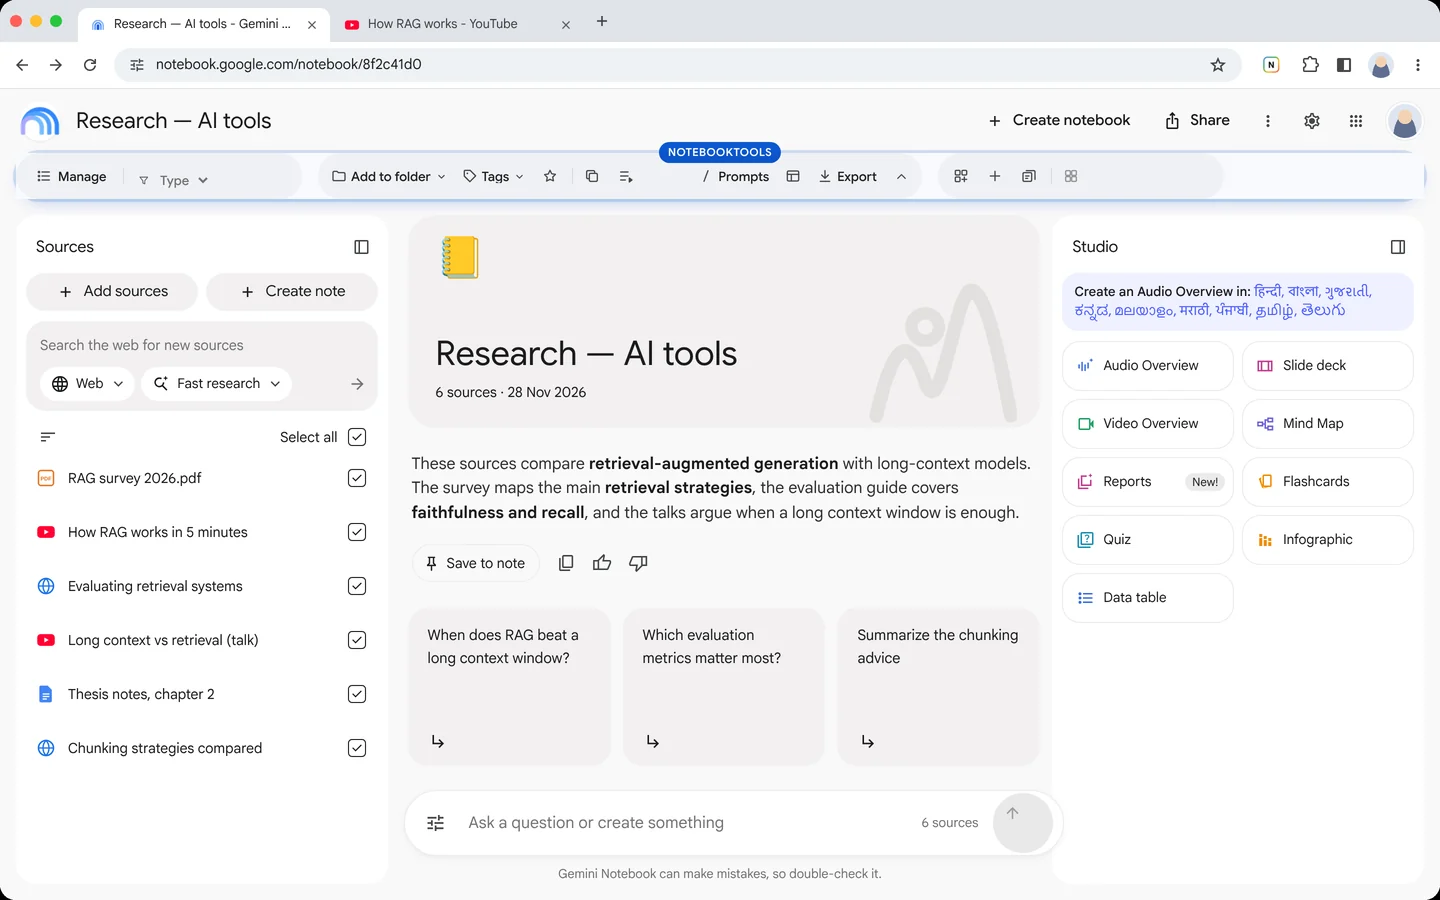 Research — AI tools - Gemini ...
How RAG works - YouTube
notebook.google.com/notebook/8f2c41d0
N
Research — AI tools
Create notebook
Share
NOTEBOOKTOOLS
Manage
Type
Add to folder
Tags
/ Prompts
Export
Sources
Add sources
Create note
Search the web for new sources
Web
Fast research
Select all
PDF
RAG survey 2026.pdf
How RAG works in 5 minutes
Evaluating retrieval systems
Long context vs retrieval (talk)
Thesis notes, chapter 2
Chunking strategies compared
Research — AI tools
6 sources · 28 Nov 2026
These sources compare retrieval-augmented generation with long-context models.
The survey maps the main retrieval strategies, the evaluation guide covers
faithfulness and recall, and the talks argue when a long context window is enough.
Save to note
When does RAG beat a
long context window?
Which evaluation
metrics matter most?
Summarize the chunking
advice
Ask a question or create something
6 sources
Gemini Notebook can make mistakes, so double-check it.
Studio
Create an Audio Overview in: हिन्दी, বাংলা, ગુજરાતી,
ಕನ್ನಡ, മലയാളം, मराठी, ਪੰਜਾਬੀ, தமிழ், తెలుగు
Audio Overview
Slide deck
Video Overview
Mind Map
Reports
New!
Flashcards
Quiz
Infographic
Data table